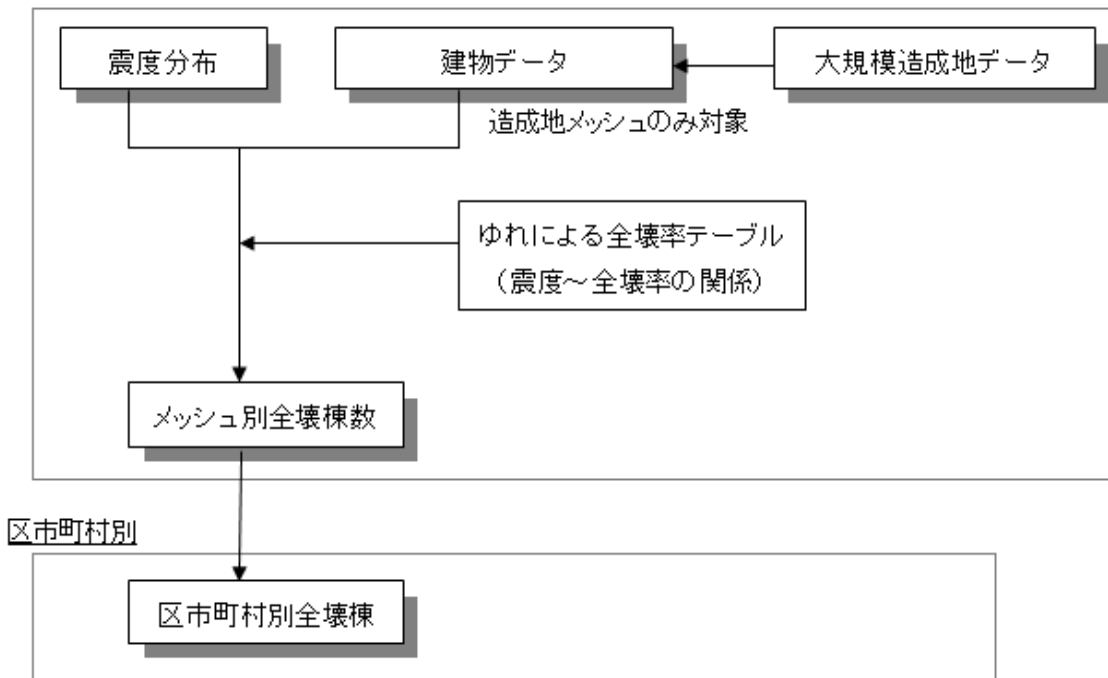 震度分布
建物データ
大規模造成地データ
造成地メッシュのみ対象
ゆれによる全壊率テーブル
（震度～全壊率の関係）
メッシュ別全壊棟数
区市町村別
区市町村別全壊棟